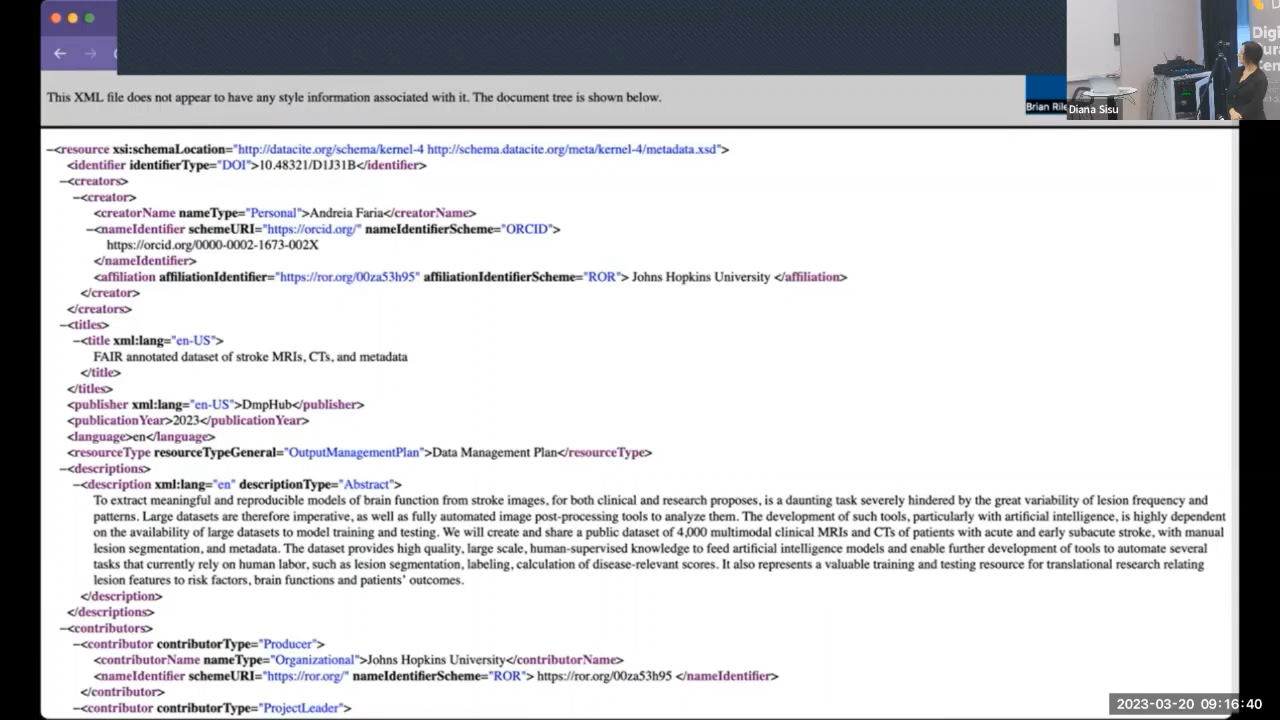 This XML file does not appear to have any style information associated with it. The document tree is shown below.
Brian Rile
Diana Sisu
Digi
Cen
−<resource xsi:schemaLocation="http://datacite.org/schema/kernel-4 http://schema.datacite.org/meta/kernel-4/metadata.xsd">
<identifier identifierType="DOI">10.48321/D1J31B</identifier>
−<creators>
−<creator>
<creatorName nameType="Personal">Andreia Faria</creatorName>
−<nameIdentifier schemeURI="https://orcid.org/" nameIdentifierScheme="ORCID">
https://orcid.org/0000-0002-1673-002X
</nameIdentifier>
<affiliation affiliationIdentifier="https://ror.org/00za53h95" affiliationIdentifierScheme="ROR"> Johns Hopkins University </affiliation>
</creator>
</creators>
−<titles>
−<title xml:lang="en-US">
FAIR annotated dataset of stroke MRIs, CTs, and metadata
</title>
</titles>
<publisher xml:lang="en-US">DmpHub</publisher>
<publicationYear>2023</publicationYear>
<language>en</language>
<resourceType resourceTypeGeneral="OutputManagementPlan">Data Management Plan</resourceType>
−<descriptions>
−<description xml:lang="en" descriptionType="Abstract">
To extract meaningful and reproducible models of brain function from stroke images, for both clinical and research proposes, is a daunting task severely hindered by the great variability of lesion frequency and
patterns. Large datasets are therefore imperative, as well as fully automated image post-processing tools to analyze them. The development of such tools, particularly with artificial intelligence, is highly dependent
on the availability of large datasets to model training and testing. We will create and share a public dataset of 4,000 multimodal clinical MRIs and CTs of patients with acute and early subacute stroke, with manual
lesion segmentation, and metadata. The dataset provides high quality, large scale, human-supervised knowledge to feed artificial intelligence models and enable further development of tools to automate several
tasks that currently rely on human labor, such as lesion segmentation, labeling, calculation of disease-relevant scores. It also represents a valuable training and testing resource for translational research relating
lesion features to risk factors, brain functions and patients’ outcomes.
</description>
</descriptions>
−<contributors>
−<contributor contributorType="Producer">
<contributorName nameType="Organizational">Johns Hopkins University</contributorName>
<nameIdentifier schemeURI="https://ror.org/" nameIdentifierScheme="ROR"> https://ror.org/00za53h95 </nameIdentifier>
</contributor>
−<contributor contributorType="ProjectLeader">
2023-03-20 09:16:40